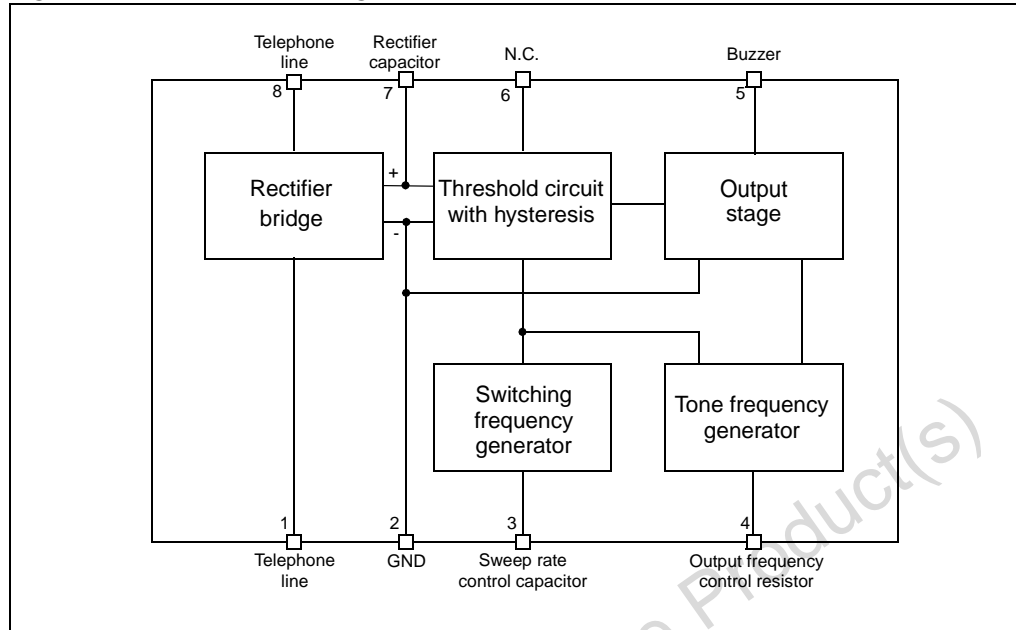 Telephone
line
Rectifier
capacitor
N.C.
Buzzer
8
7
6
5
Rectifier
bridge
+
-
Threshold circuit
with hysteresis
Output
stage
Switching
frequency
generator
Tone frequency
generator
1
2
3
4
Telephone
line
GND
Sweep rate
control capacitor
Output frequency
control resistor
Product(s)